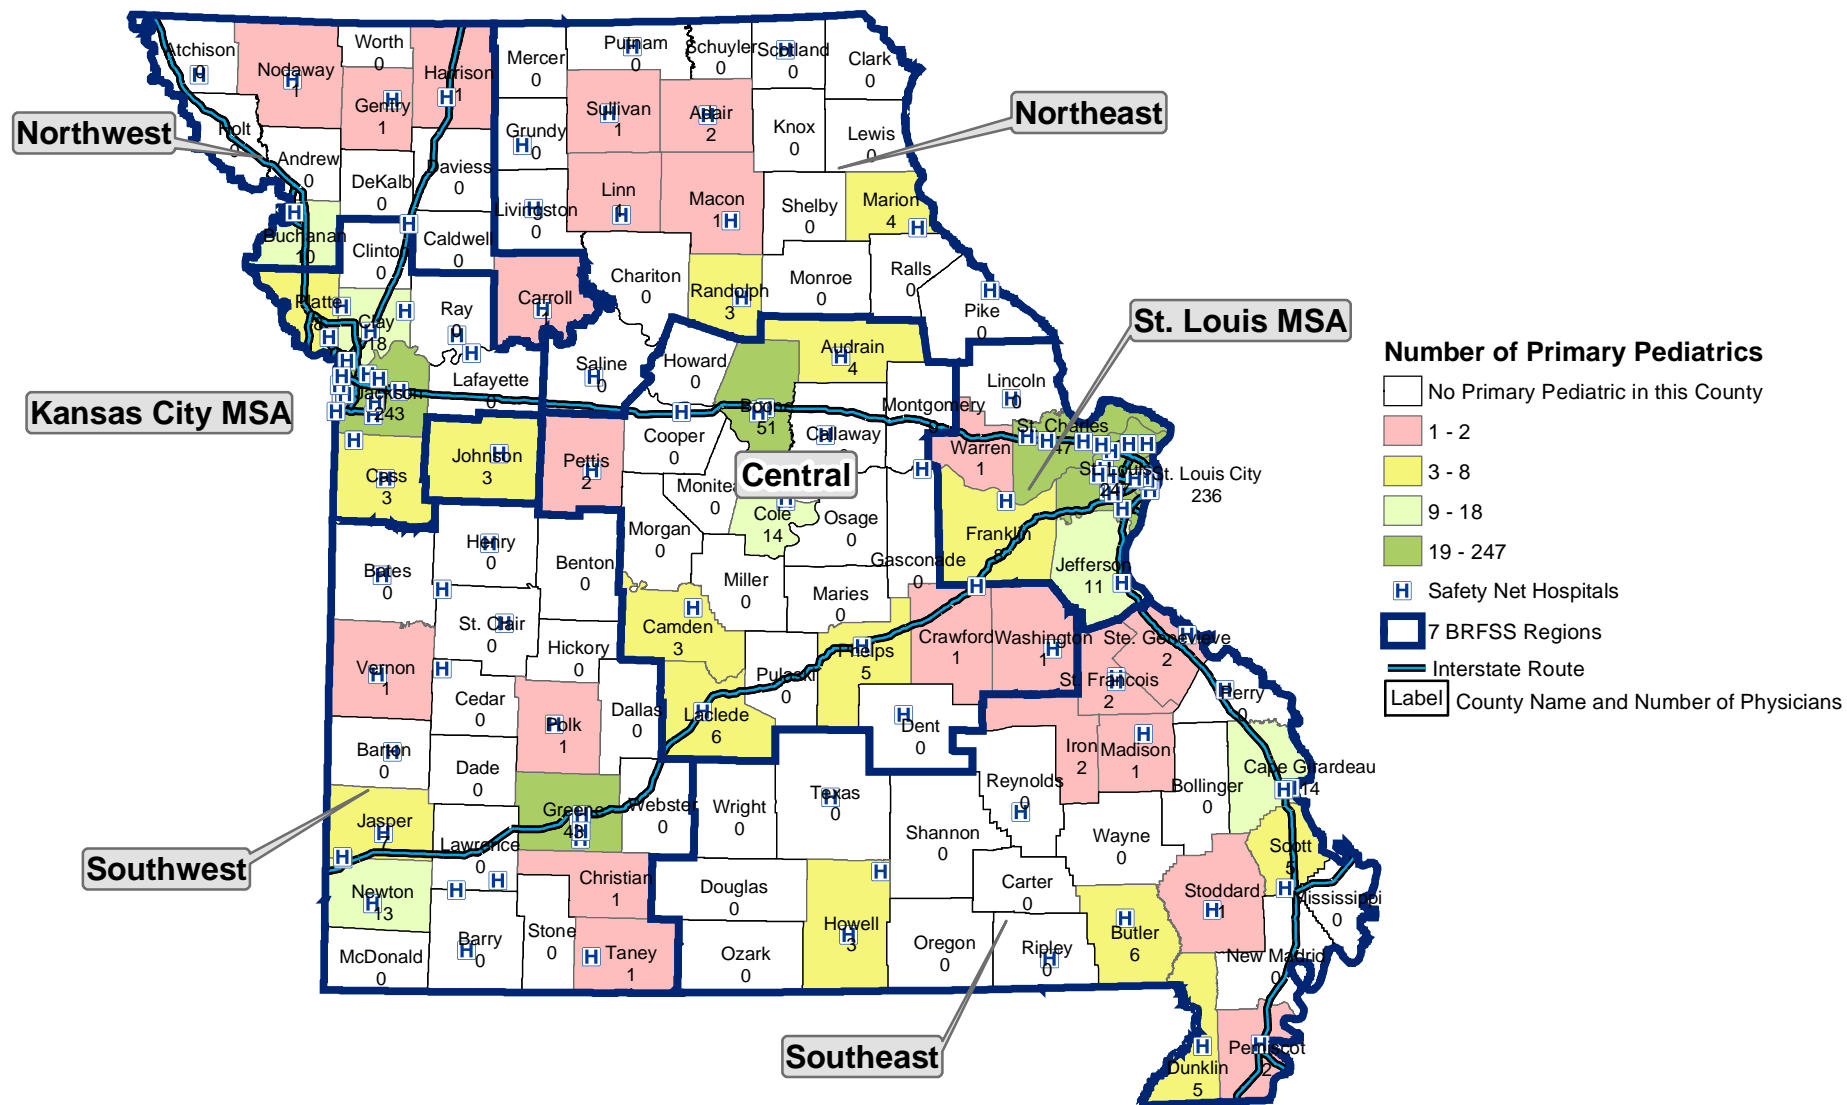 Atchison
0
Nodaway
1
Worth
0
Gentry
1
Harrison
1
Mercer
0
Putnam
0
Schuyler
0
Scotland
0
Clark
0
Northwest
Holt
0
Andrew
0
DeKalb
0
Daviess
0
Grundy
0
Sullivan
1
Adair
2
Knox
0
Lewis
0
Northeast
Buchanan
10
Clinton
0
Caldwell
0
Livingston
0
Linn
1
Macon
1
Shelby
0
Marion
4
Platte
8
Clay
18
Ray
0
Carroll
1
Chariton
0
Randolph
3
Monroe
0
Ralls
0
Pike
0
St. Louis MSA
Kansas City MSA
Jackson
243
Lafayette
0
Saline
0
Howard
0
Boone
51
Audrain
4
Callaway
Montgomery
Lincoln
0
Warren
1
St. Charles
47
St. Louis
247
St. Louis City
236
Cass
3
Johnson
3
Pettis
2
Cooper
0
Moniteau
0
Central
Cole
14
Osage
0
Gasconade
0
Franklin
8
Jefferson
11
Bates
0
Henry
0
Benton
0
Morgan
0
Miller
0
Maries
0
St. Clair
0
Hickory
0
Camden
3
Pulaski
0
Phelps
5
Crawford
1
Washington
1
Ste. Genevieve
2
St. Francois
2
Perry
0
Vernon
1
Cedar
0
Polk
1
Dallas
0
Laclede
6
Dent
0
Iron
2
Madison
1
Bollinger
0
Cape Girardeau
14
Barton
0
Dade
0
Greene
43
Webster
0
Wright
0
Texas
0
Shannon
0
Reynolds
0
Wayne
0
Scott
5
Mississippi
0
Southwest
Jasper
7
Lawrence
0
Christian
1
Douglas
0
Howell
3
Carter
0
Butler
6
Stoddard
1
Newton
13
McDonald
0
Barry
0
Stone
0
Taney
1
Ozark
0
Oregon
0
Ripley
0
New Madrid
0
Southeast
Dunklin
5
Pemiscot
2
Number of Primary Pediatrics
No Primary Pediatric in this County
1 - 2
3 - 8
9 - 18
19 - 247
H Safety Net Hospitals
7 BRFSS Regions
Interstate Route
Label County Name and Number of Physicians